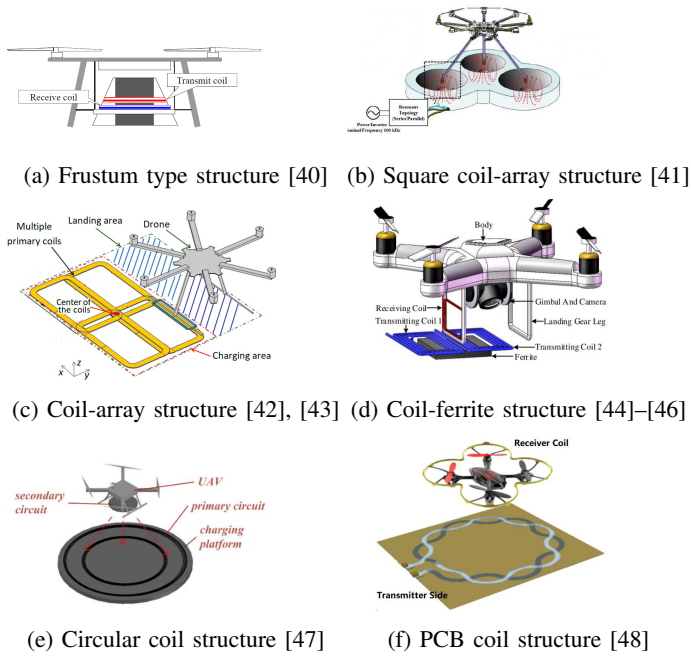 Transmit coil
Receive coil
(a) Frustum type structure [40]
Resonant
Topology
(Series/Parallel)
Power Inverter
ominal Frequency 100 kHz
(b) Square coil-array structure [41]
Landing area
Drone
Multiple
primary coils
Center of
the coils
Charging area
z
x
y
(c) Coil-array structure [42], [43]
Body
Receiving Coil
Transmitting Coil 1
Gimbal And Camera
Landing Gear Leg
Transmitting Coil 2
Ferrite
(d) Coil-ferrite structure [44]–[46]
UAV
secondary
circuit
primary circuit
charging
platform
(e) Circular coil structure [47]
Receiver Coil
Transmitter Side
(f) PCB coil structure [48]